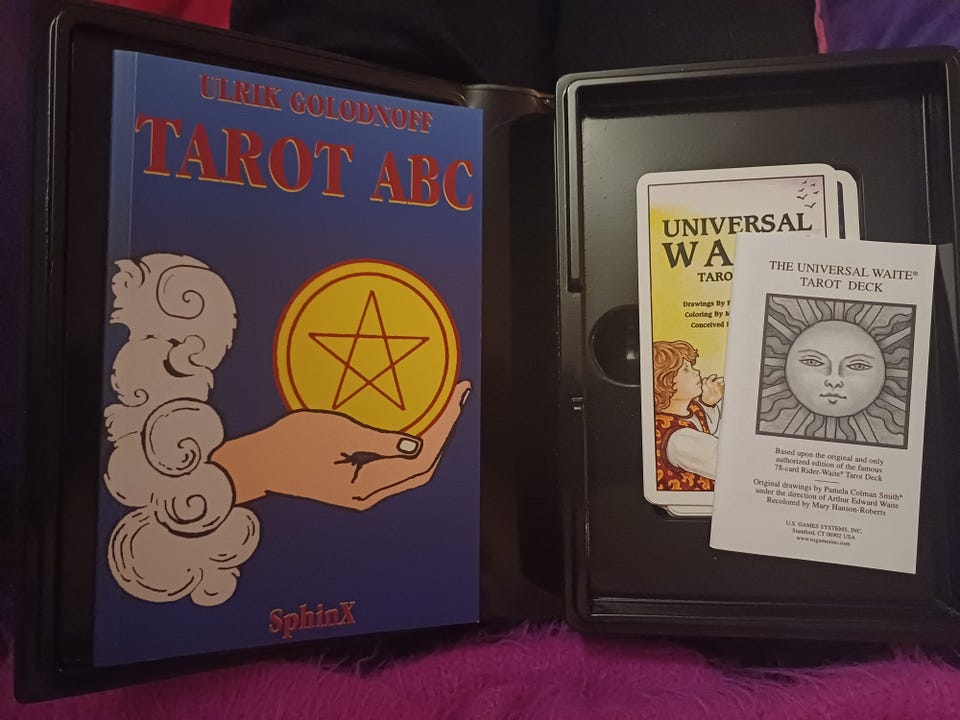 ULRIK GOLODNOFF
TAROT ABC
SphinX
UNIVERSAL
WA
TARO
Drawings By
Coloring By M
Conceived
THE UNIVERSAL WAITE®
TAROT DECK
Based upon the original and only
authorized edition of the famous
78-card Rider-Waite® Tarot Deck
Original drawings by Pamela Colman Smith®
under the direction of Arthur Edward Waite
Recolored by Mary Hanson-Roberts
U.S. GAMES SYSTEMS, INC.
Stamford, CT 06902 USA
www.usgamesinc.com